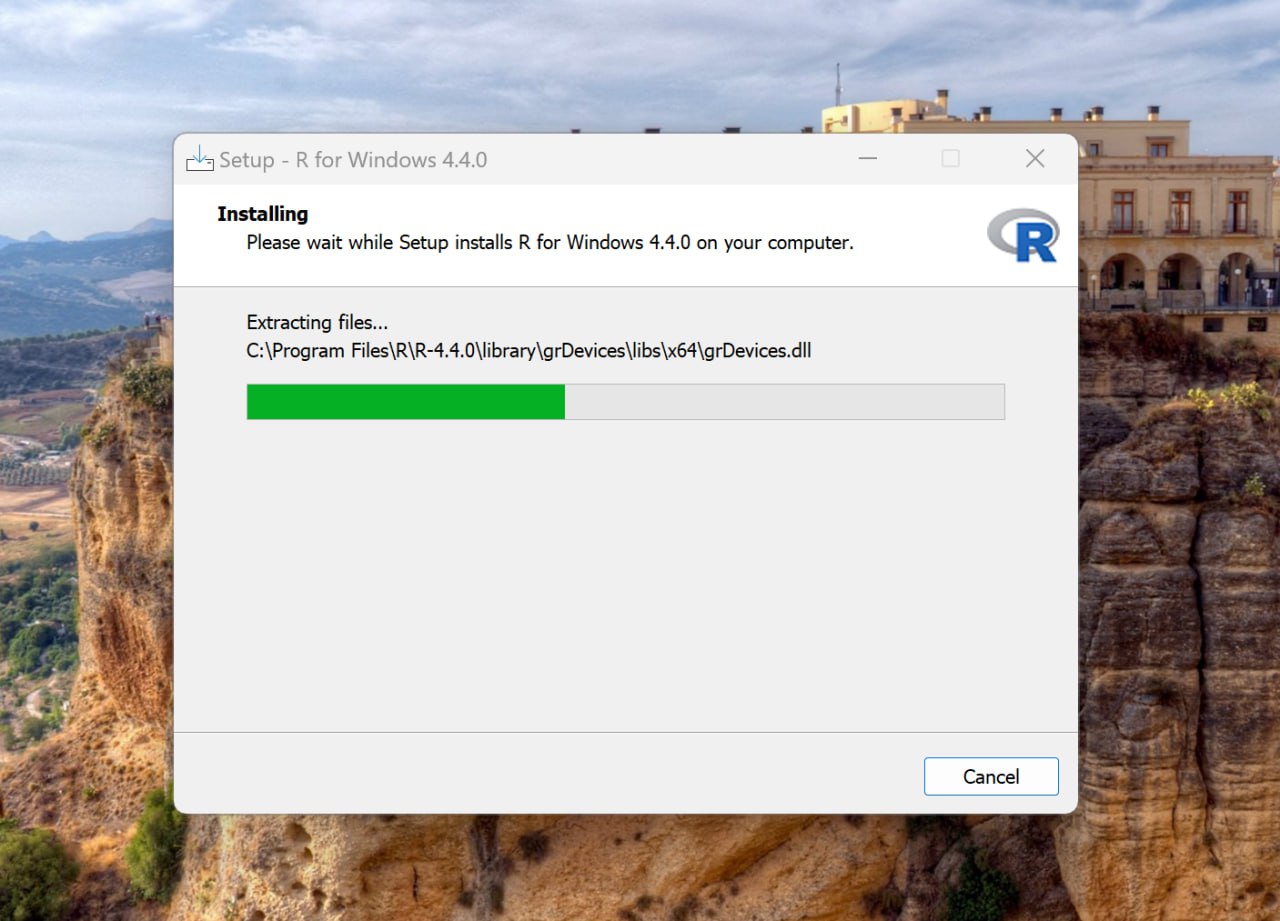 Setup - R for Windows 4.4.0
Installing
Please wait while Setup installs R for Windows 4.4.0 on your computer.
R
Extracting files...
C:\Program Files\R\R-4.4.0\library\grDevices\libs\x64\grDevices.dll
Cancel